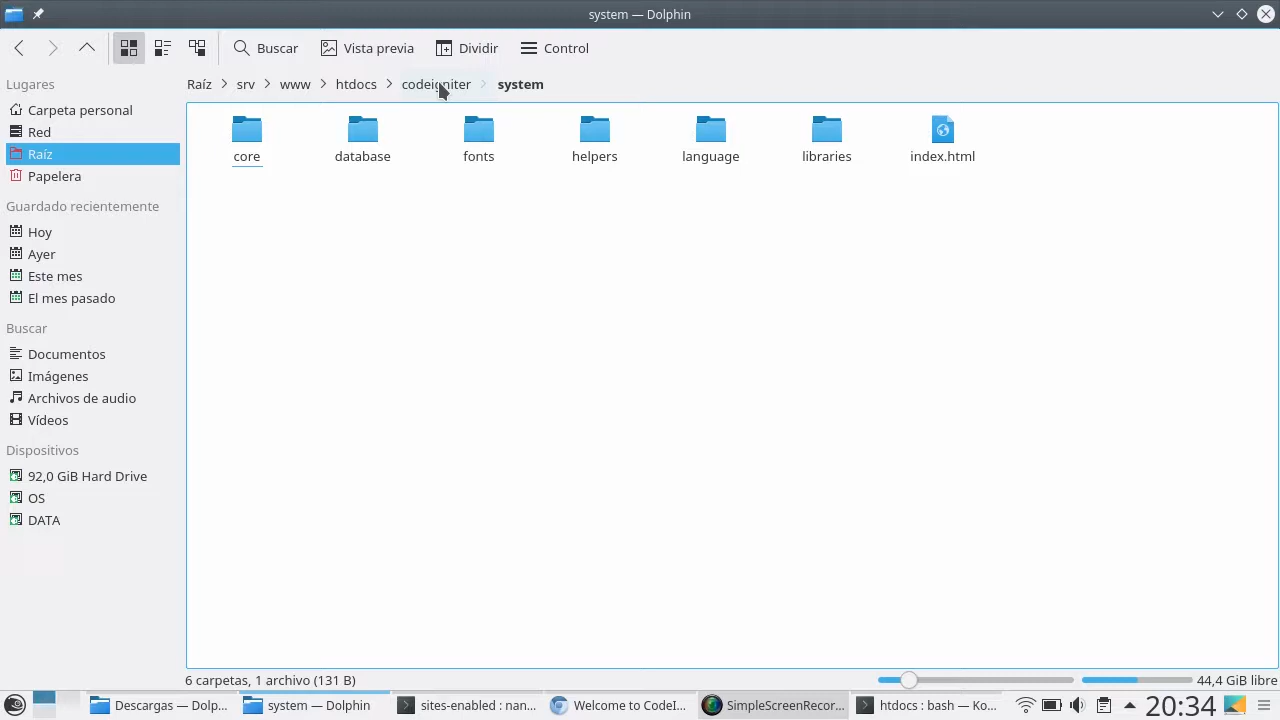 system — Dolphin
Buscar
Vista previa
Dividir
Control
Lugares
Raíz > srv > www > htdocs > codeigniter > system
Carpeta personal
Red
Raíz
Papelera
Guardado recientemente
Hoy
Ayer
Este mes
El mes pasado
Buscar
Documentos
Imágenes
Archivos de audio
Vídeos
Dispositivos
92,0 GiB Hard Drive
OS
DATA
core
database
fonts
helpers
language
libraries
index.html
6 carpetas, 1 archivo (131 B)
44,4 GiB libre
Descargas — Dolp...
system — Dolphin
sites-enabled : nan...
Welcome to CodeI...
SimpleScreenRecor...
htdocs : bash — Ko...
20:34